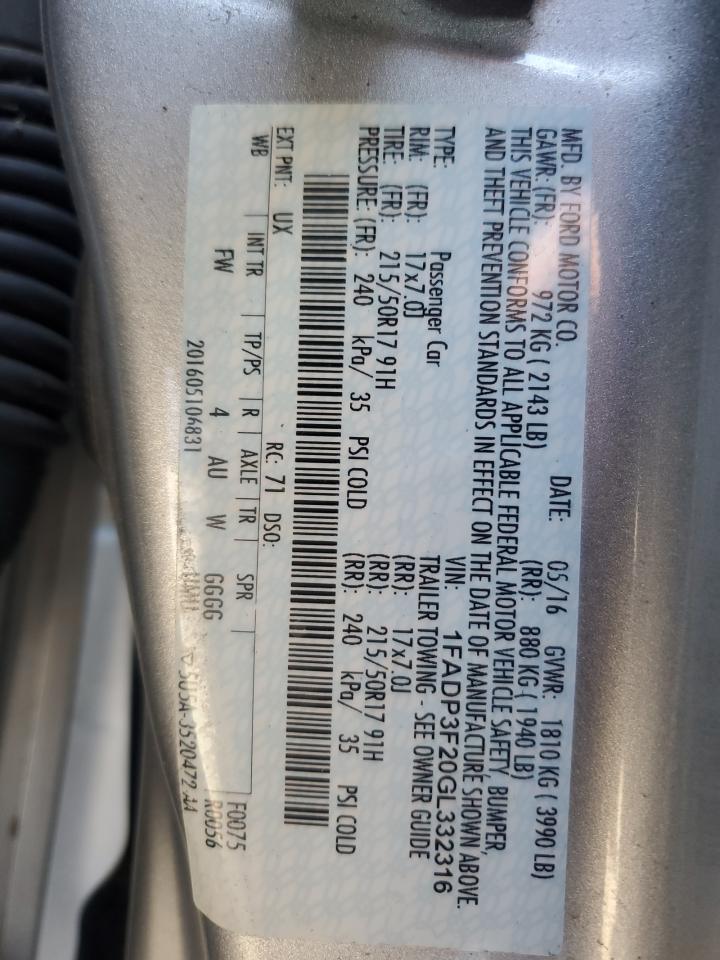 MFD. BY FORD MOTOR CO. DATE: 05/16 GVWR: 1810 KG ( 3990 LB)
GAWR: (FR): 972 KG ( 2143 LB) (RR): 880 KG ( 1940 LB)
THIS VEHICLE CONFORMS TO ALL APPLICABLE FEDERAL MOTOR VEHICLE SAFETY, BUMPER,
AND THEFT PREVENTION STANDARDS IN EFFECT ON THE DATE OF MANUFACTURE SHOWN ABOVE.
VIN: 1FADP3F20GL332316
TYPE: Passenger Car TRAILER TOWING - SEE OWNER GUIDE
RIM: (FR): 17x7.0J (RR): 17x7.0J
TIRE: (FR): 215/50R17 91H (RR): 215/50R17 91H
PRESSURE: (FR): 240 kPa/ 35 PSI COLD (RR): 240 kPa/ 35 PSI COLD
EXT PNT: UX RC: 71 DSO: F0075
WB | INT TR | TP/PS | R | AXLE | TR | SPR | R0056
FW 4 AU W GGGG
201605106831 5U5A-3520472-AA